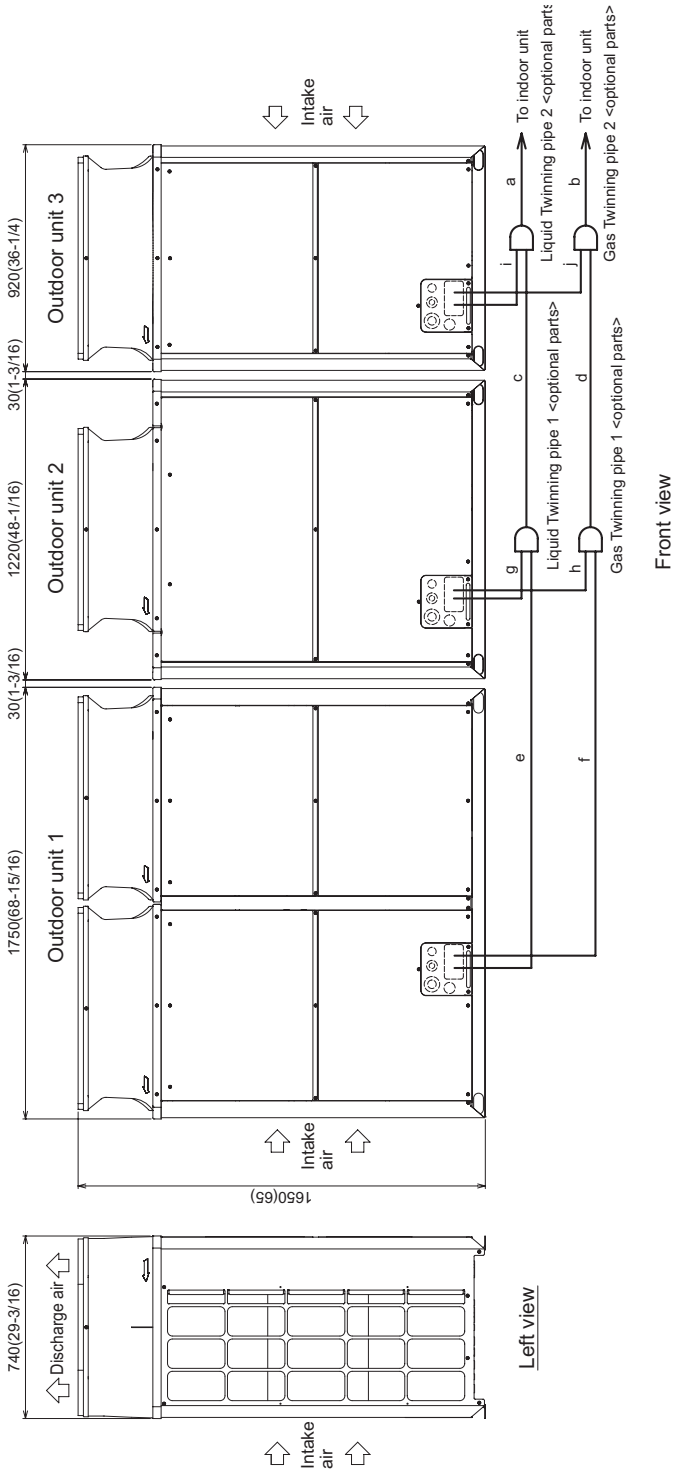 740(29-3/16)
Discharge air
Intake
air
Left view
1650(65)
1750(68-15/16)
30(1-3/16)
1220(48-1/16)
30(1-3/16)
920(36-1/4)
Outdoor unit 1
Outdoor unit 2
Outdoor unit 3
Intake
air
Intake
air
e
f
g
h
c
d
i
j
a
b
To indoor unit
To indoor unit
Liquid Twinning pipe 1 <optional parts>
Gas Twinning pipe 1 <optional parts>
Liquid Twinning pipe 2 <optional parts
Gas Twinning pipe 2 <optional parts>
Front view